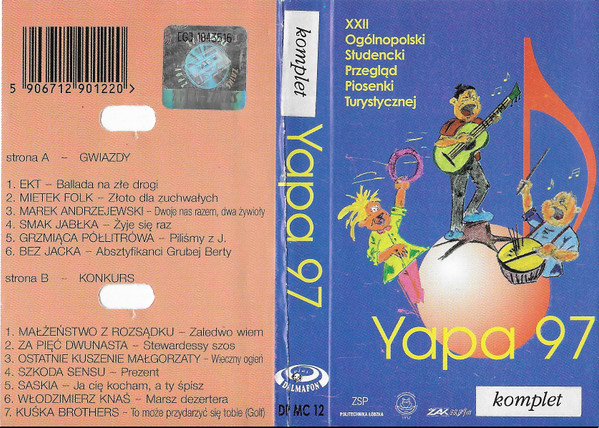 EG3 1843516
5 906712 901220 >
strona A – GWIAZDY
1. EKT – Ballada na złe drogi
2. MIETEK FOLK – Złoto dla zuchwałych
3. MAREK ANDRZEJEWSKI – Dwoje nas razem, dwa żywioły
4. SMAK JABŁKA – Żyje się raz
5. GRZMIĄCA PÓŁLITRÓWA – Piliśmy z J.
6. BEZ JACKA – Absztyfikanci Grubej Berty
strona B – KONKURS
1. MAŁŻEŃSTWO Z ROZSĄDKU – Zaledwo wiem
2. ZA PIĘĆ DWUNASTA – Stewardessy szos
3. OSTATNIE KUSZENIE MAŁGORZATY – Wieczny ogień
4. SZKODA SENSU – Prezent
5. SASKIA – Ja cię kocham, a ty śpisz
6. WŁODZIMIERZ KNAŚ – Marsz dezertera
7. KUŚKA BROTHERS – To może przydarzyć się tobie (Golf)
komplet
Yapa 97
DALMAFON
DP MC 12
XXII
Ogólnopolski
Studencki
Przegląd
Piosenki
Turystycznej
Yapa 97
ZSP
POLITECHNIKA ŁÓDZKA
komplet